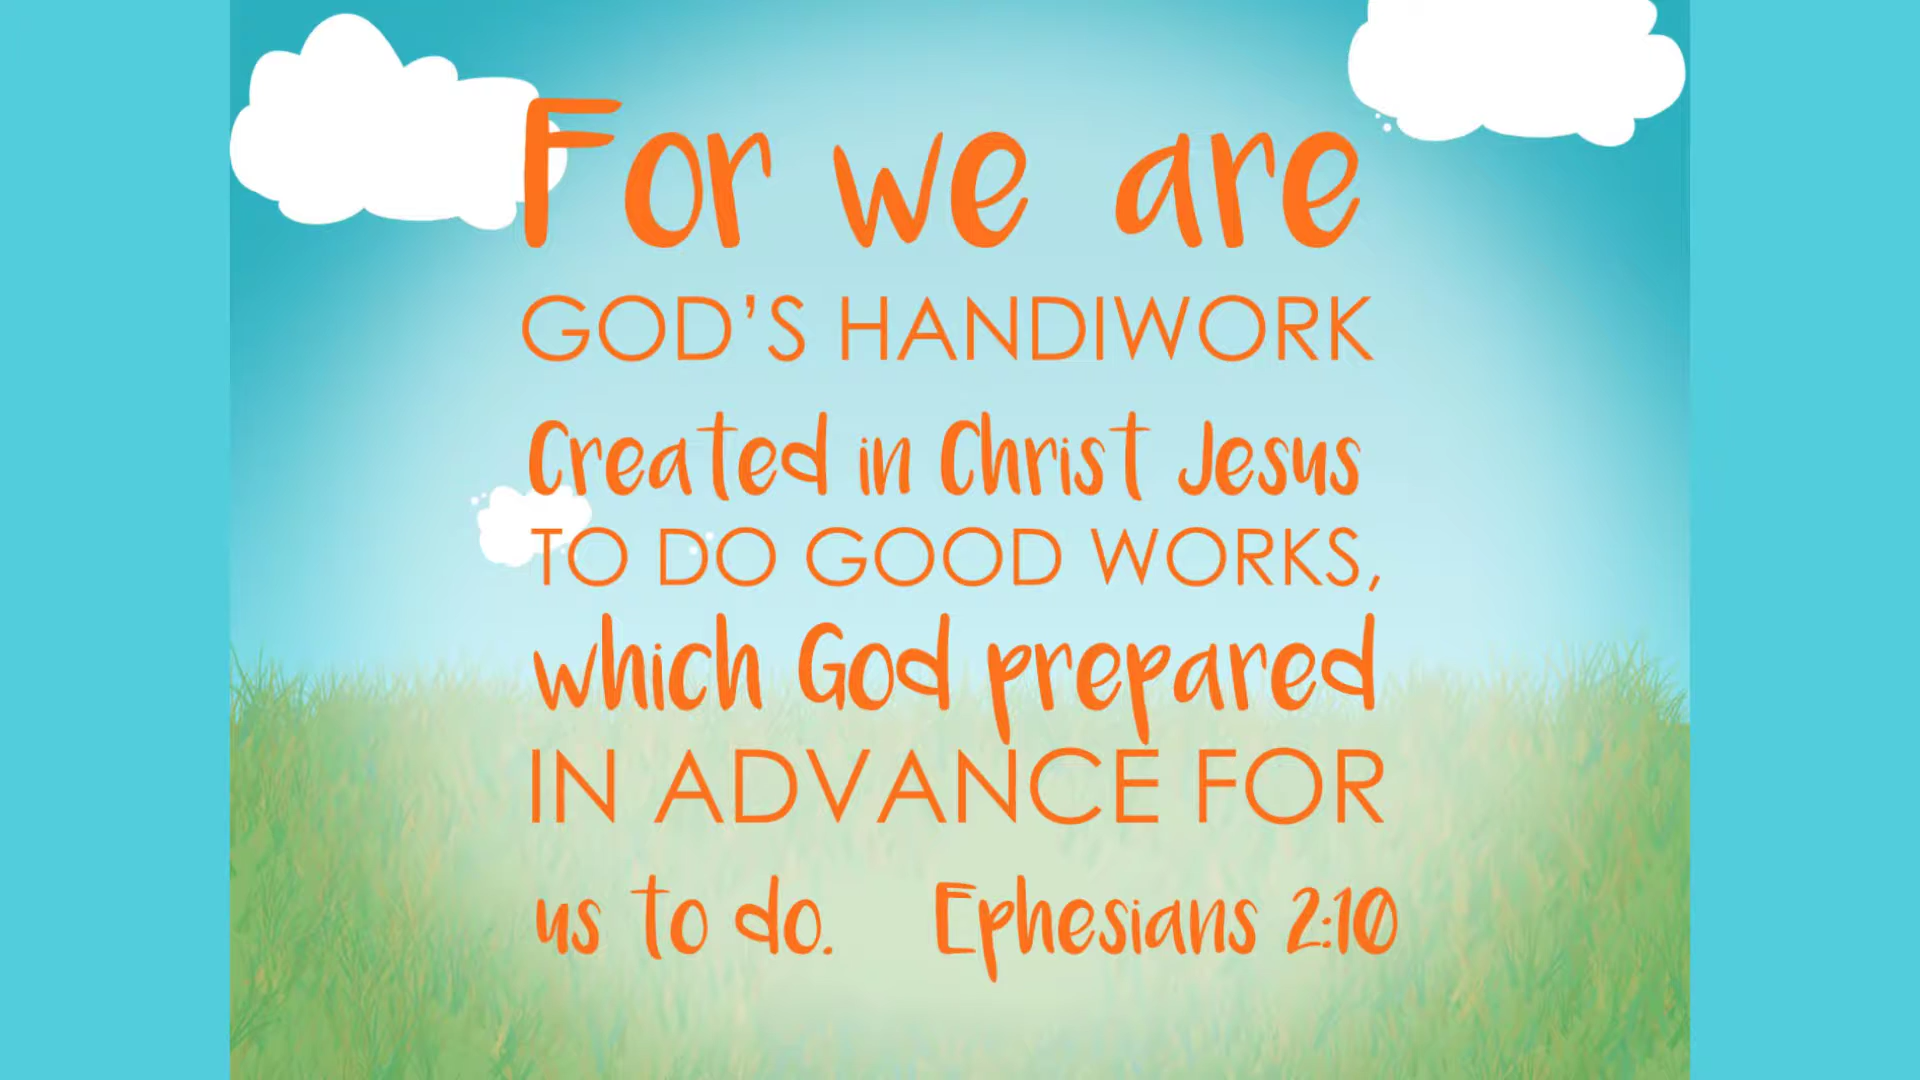 For we are
GOD’S HANDIWORK
Created in Christ Jesus
TO DO GOOD WORKS,
which God prepared
IN ADVANCE FOR
us to do. Ephesians 2:10